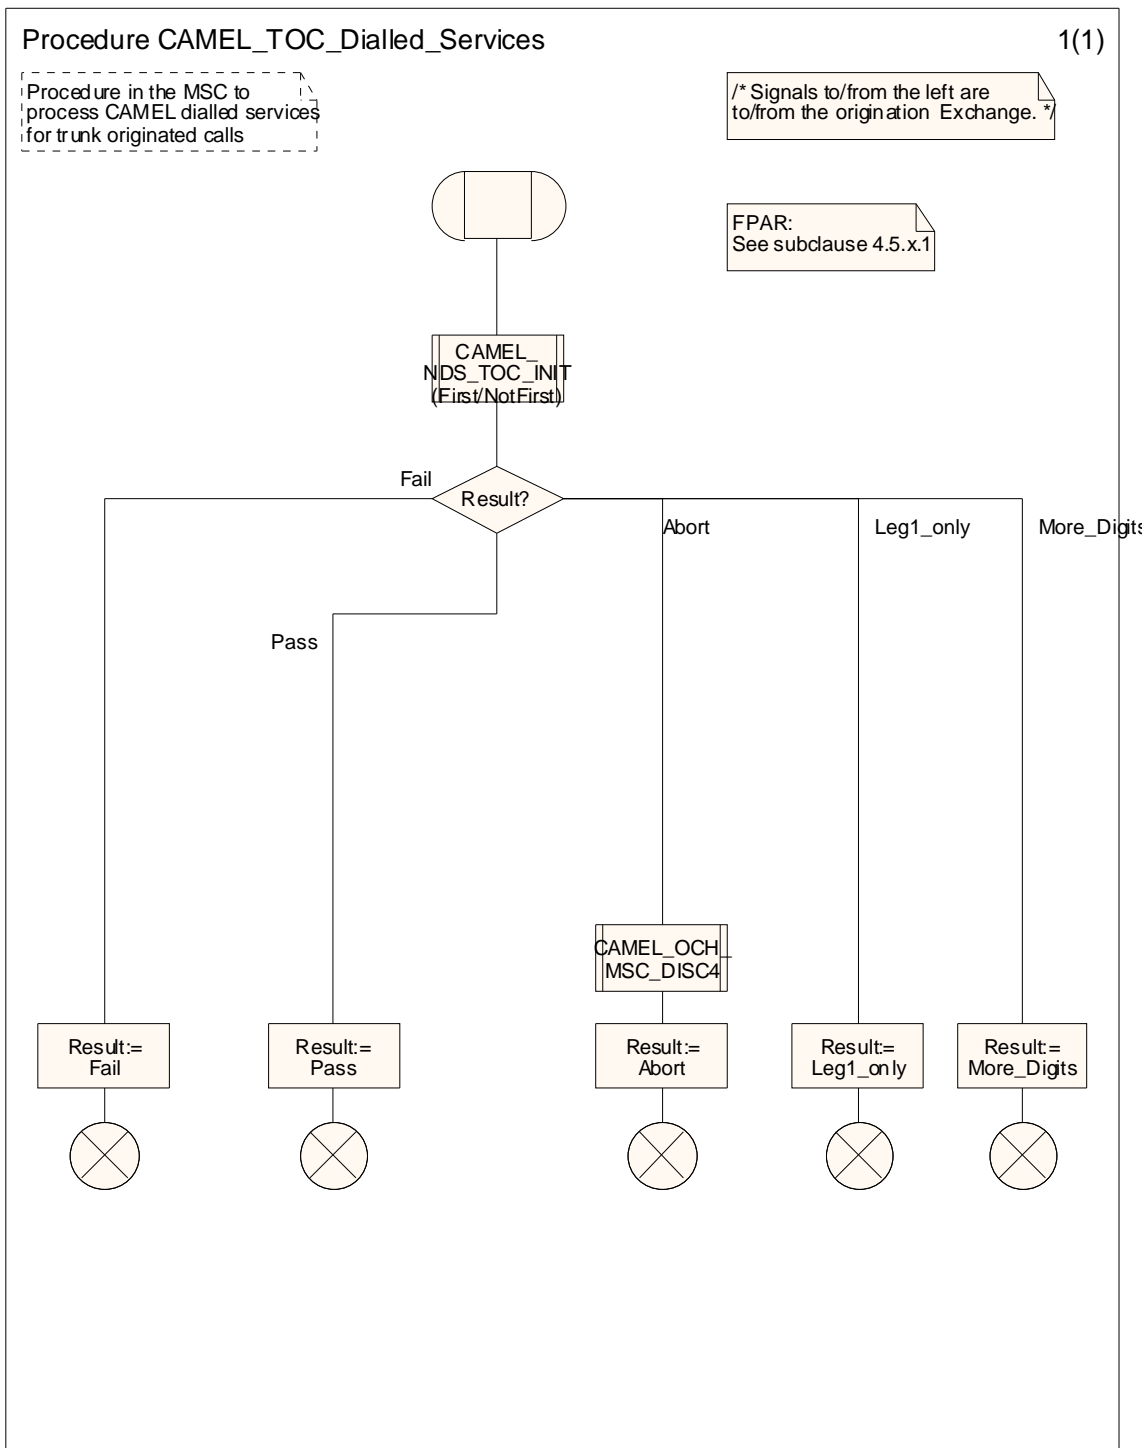 Procedure CAMEL_TOC_Dialled_Services
1(1)
Procedure in the MSC to
process CAMEL dialled services
for trunk originated calls
/* Signals to/from the left are
to/from the origination Exchange. */
FPAR:
See subclause 4.5.x.1
CAMEL_
NDS_TOC_INIT
(First/NotFirst)
Fail
Result?
Abort
Leg1_only
More_Digits
Pass
CAMEL_OCH_
MSC_DISC4
Result:=
Fail
Result:=
Pass
Result:=
Abort
Result:=
Leg1_only
Result:=
More_Digits